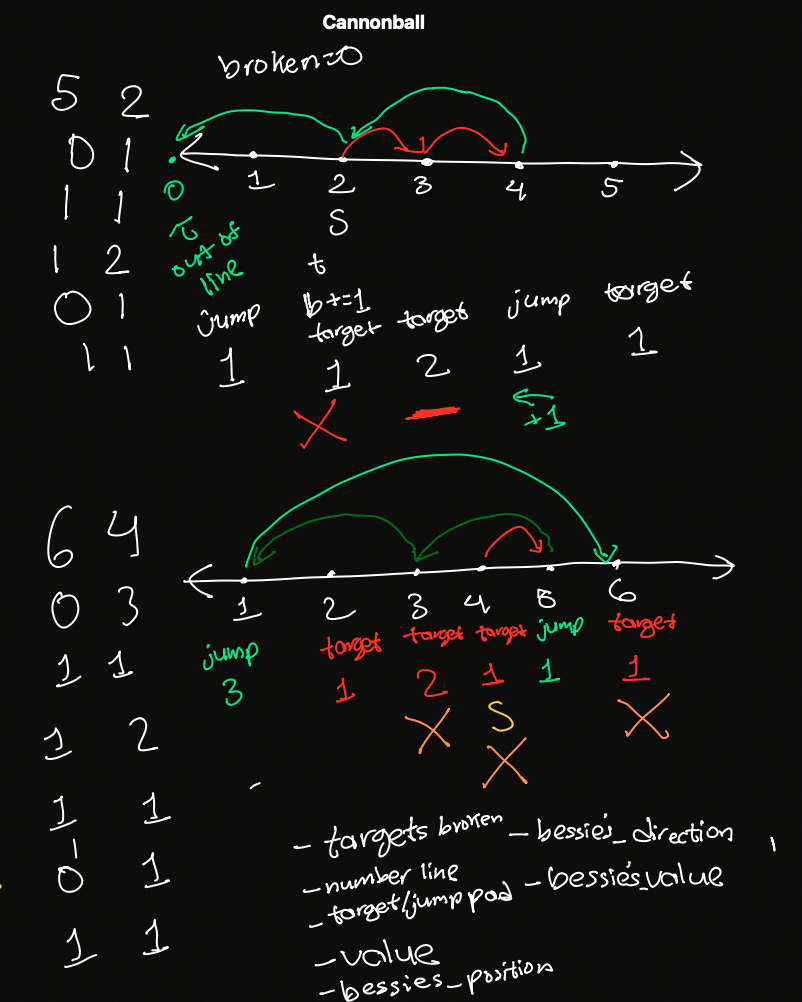 Cannonball
broken=0
5 2
0 1
1 1
1 2
0 1
1 1
1 2 3 4 5
0
S
out of
line
t
b+=1
jump target target jump target
1 1 2 1 1
+1
6 4
0 3
1 1
1 2
1 1
0 1
1 1
1 2 3 4 5 6
jump target target target jump target
3 1 2 1 1 1
S
- targets broken
- number line
- target/jump pad
- value
- bessies_position
- bessie's_direction
- bessie's_value